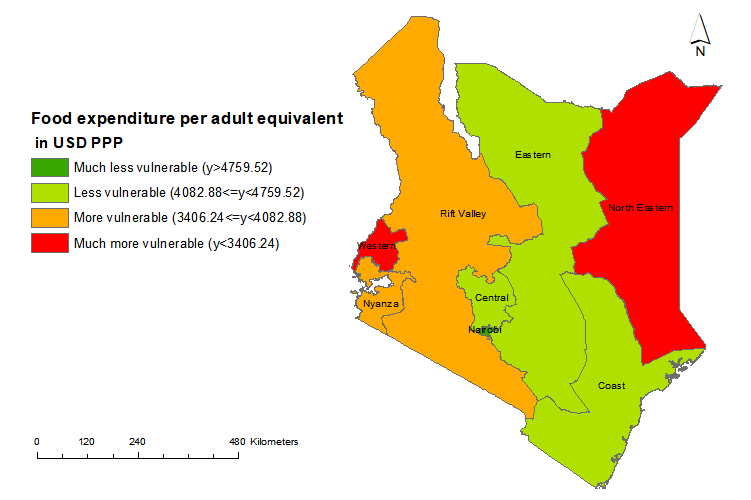 N
Food expenditure per adult equivalent
in USD PPP
Much less vulnerable (y>4759.52)
Less vulnerable (4082.88<=y<4759.52)
More vulnerable (3406.24<=y<4082.88)
Much more vulnerable (y<3406.24)
Eastern
North Eastern
Rift Valley
Western
Central
Nyanza
Nairobi
Coast
0 120 240 480 Kilometers